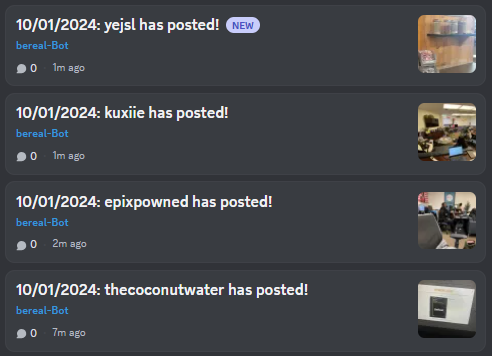 10/01/2024: yejsl has posted! NEW
bereal-Bot
0 1m ago
10/01/2024: kuxiie has posted!
bereal-Bot
0 1m ago
10/01/2024: epixpowned has posted!
bereal-Bot
0 2m ago
10/01/2024: thecoconutwater has posted!
bereal-Bot
0 7m ago